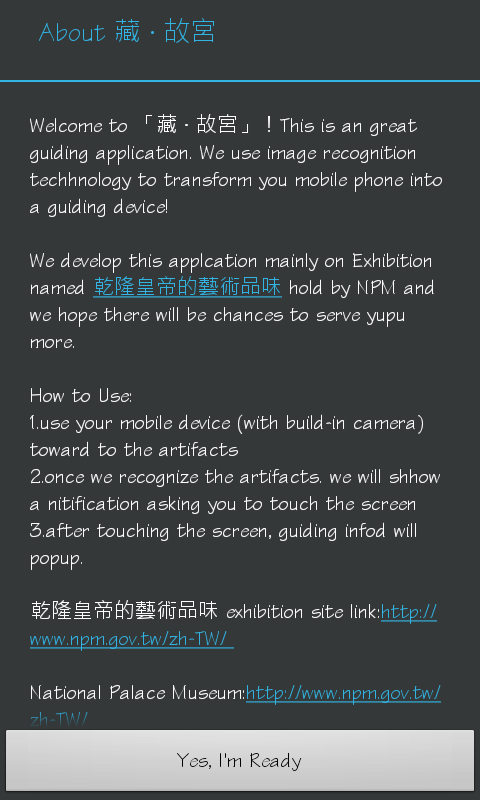 About 藏・故宮
Welcome to 「藏・故宮」！This is an great
guiding application. We use image recognition
techhnology to transform you mobile phone into
a guiding device!
We develop this applcation mainly on Exhibition
named 乾隆皇帝的藝術品味 hold by NPM and
we hope there will be chances to serve yupu
more.
How to Use:
1.use your mobile device (with build-in camera)
toward to the artifacts
2.once we recognize the artifacts. we will shhow
a nitification asking you to touch the screen
3.after touching the screen, guiding infod will
popup.
乾隆皇帝的藝術品味 exhibition site link:http://
www.npm.gov.tw/zh-TW/
National Palace Museum:http://www.npm.gov.tw/
zh-TW/
Yes, I'm Ready